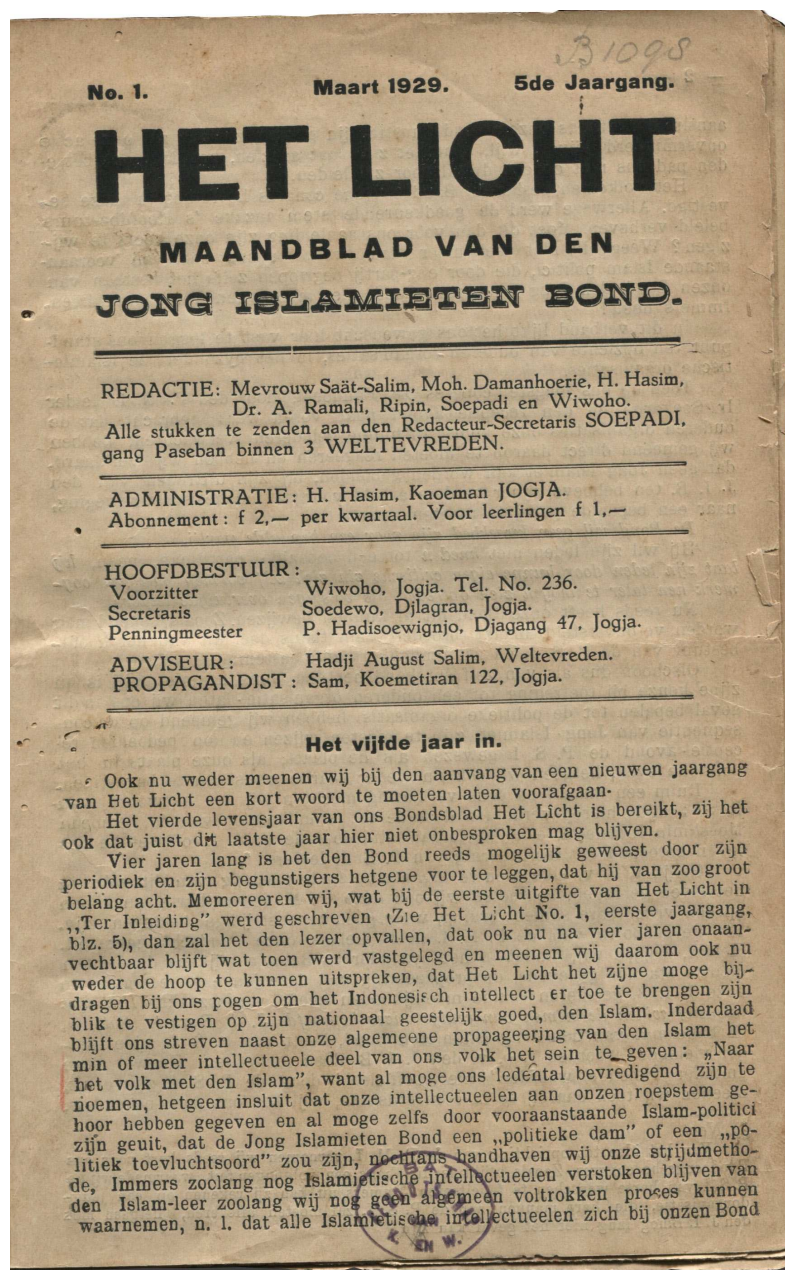 B1098
No. 1. Maart 1929. 5de Jaargang.
HET LICHT
MAANDBLAD VAN DEN
JONG ISLAMIETEN BOND.
REDACTIE: Mevrouw Saät-Salim, Moh. Damanhoerie, H. Hasim,
Dr. A. Ramali, Ripin, Soepadi en Wiwoho.
Alle stukken te zenden aan den Redacteur-Secretaris SOEPADI,
gang Paseban binnen 3 WELTEVREDEN.
ADMINISTRATIE: H. Hasim, Kaoeman JOGJA.
Abonnement: f 2,— per kwartaal. Voor leerlingen f 1,—
HOOFDBESTUUR:
Voorzitter Wiwoho, Jogja. Tel. No. 236.
Secretaris Soedewo, Djlagran, Jogja.
Penningmeester P. Hadisoewignjo, Djagang 47, Jogja.
ADVISEUR: Hadji August Salim, Weltevreden.
PROPAGANDIST: Sam, Koemetiran 122, Jogja.
Het vijfde jaar in.
Ook nu weder meenen wij bij den aanvang van een nieuwen jaargang
van Het Licht een kort woord te moeten laten voorafgaan.
Het vierde levensjaar van ons Bondsblad Het Licht is bereikt, zij het
ook dat juist dit laatste jaar hier niet onbesproken mag blijven.
Vier jaren lang is het den Bond reeds mogelijk geweest door zijn
periodiek en zijn begunstigers hetgene voor te leggen, dat hij van zoo groot
belang acht. Memoreeren wij, wat bij de eerste uitgifte van Het Licht in
„Ter Inleiding” werd geschreven (Zie Het Licht No. 1, eerste jaargang,
blz. 5), dan zal het den lezer opvallen, dat ook nu na vier jaren onaan-
vechtbaar blijft wat toen werd vastgelegd en meenen wij daarom ook nu
weder de hoop te kunnen uitspreken, dat Het Licht het zijne moge bij-
dragen bij ons pogen om het Indonesisch intellect er toe te brengen zijn
blik te vestigen op zijn nationaal geestelijk goed, den Islam. Inderdaad
blijft ons streven naast onze algemeene propageering van den Islam het
min of meer intellectueele deel van ons volk het sein te geven: „Naar
het volk met den Islam”, want al moge ons ledental bevredigend zijn te
noemen, hetgeen insluit dat onze intellectueelen aan onzen roepstem ge-
hoor hebben gegeven en al moge zelfs door vooraanstaande Islam-politici
zijn geuit, dat de Jong Islamieten Bond een „politieke dam” of een „po-
litiek toevluchtsoord” zou zijn, nochtans handhaven wij onze strijdmetho-
de, Immers zoolang nog Islamietische intellectueelen verstoken blijven van
den Islam-leer zoolang wij nog geen algemeen voltrokken proces kunnen
waarnemen, n. l. dat alle Islamietische intellectueelen zich bij onzen Bond
K. EN W.